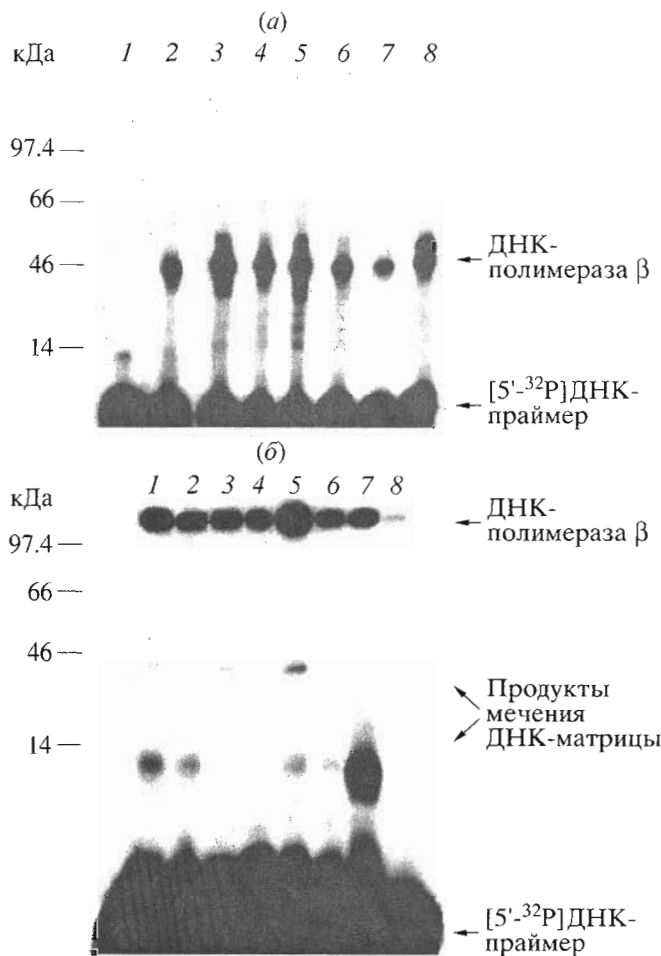 (а)
кДа 1 2 3 4 5 6 7 8
97.4
66
46
14
ДНК-
полимераза β
[5'-³²P]ДНК-
праймер
(б)
кДа 1 2 3 4 5 6 7 8
97.4
66
46
14
ДНК-
полимераза β
Продукты
мечения
ДНК-матрицы
[5'-³²P]ДНК-
праймер